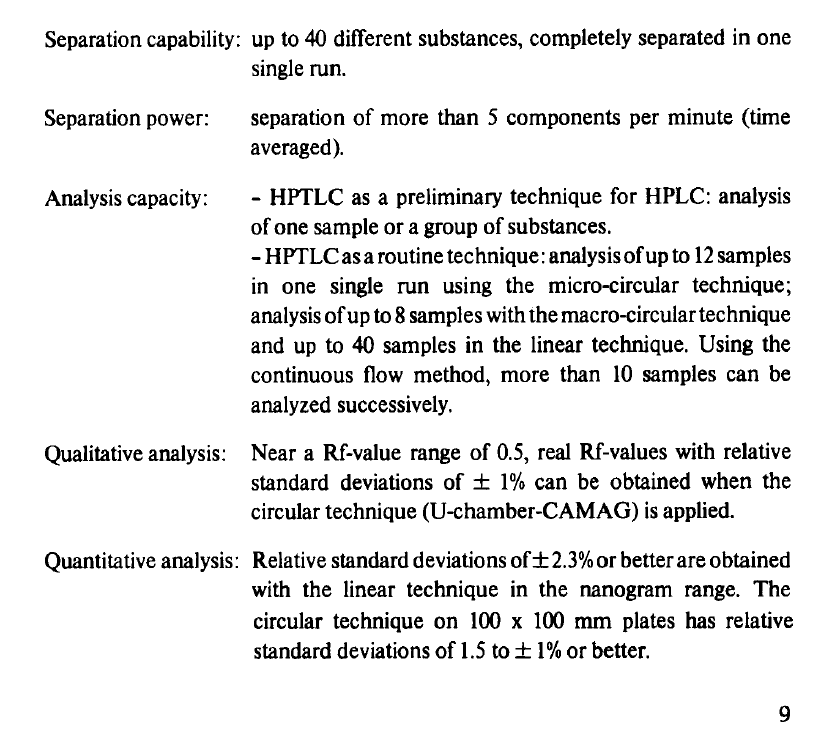 Separation capability: up to 40 different substances, completely separated in one
single run.
Separation power: separation of more than 5 components per minute (time
averaged).
Analysis capacity: - HPTLC as a preliminary technique for HPLC: analysis
of one sample or a group of substances.
- HPTLC as a routine technique: analysis of up to 12 samples
in one single run using the micro-circular technique;
analysis of up to 8 samples with the macro-circular technique
and up to 40 samples in the linear technique. Using the
continuous flow method, more than 10 samples can be
analyzed successively.
Qualitative analysis: Near a Rf-value range of 0.5, real Rf-values with relative
standard deviations of ± 1% can be obtained when the
circular technique (U-chamber-CAMAG) is applied.
Quantitative analysis: Relative standard deviations of ± 2.3% or better are obtained
with the linear technique in the nanogram range. The
circular technique on 100 x 100 mm plates has relative
standard deviations of 1.5 to ± 1% or better.
9